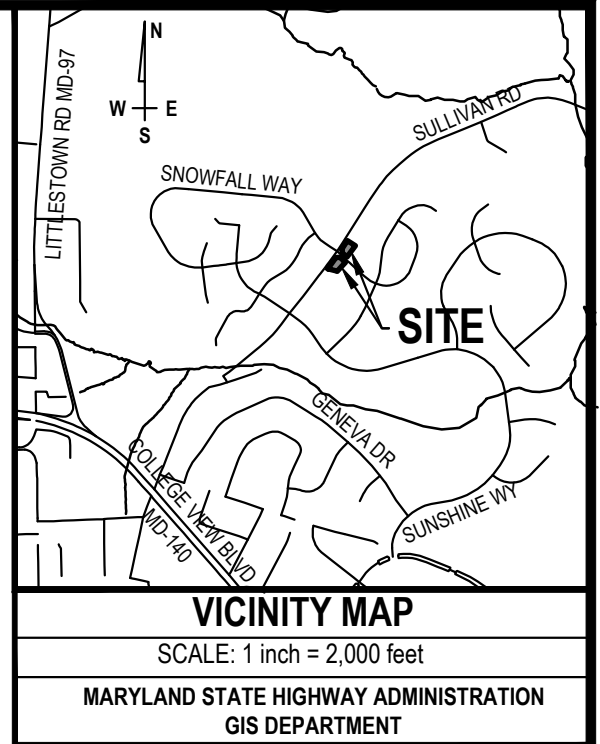 N
W E
S
LITTLESTOWN RD MD-97
SULLIVAN RD
SNOWFALL WAY
SITE
GENEVA DR
COLLEGE VIEW BLVD
MD-140
SUNSHINE WY
VICINITY MAP
SCALE: 1 inch = 2,000 feet
MARYLAND STATE HIGHWAY ADMINISTRATION
GIS DEPARTMENT